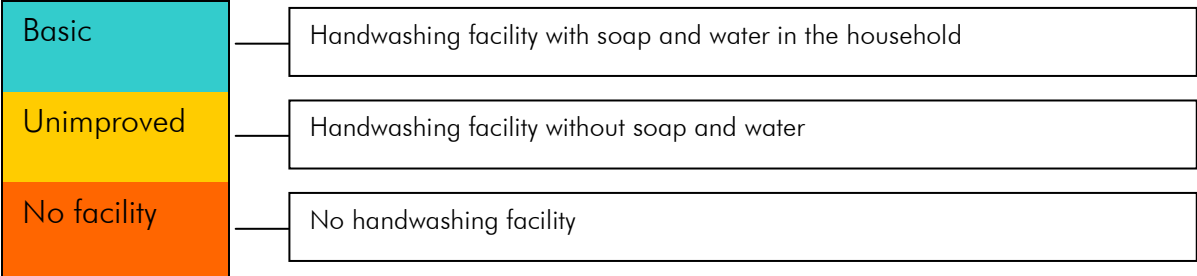 Basic
Handwashing facility with soap and water in the household
Unimproved
Handwashing facility without soap and water
No facility
No handwashing facility